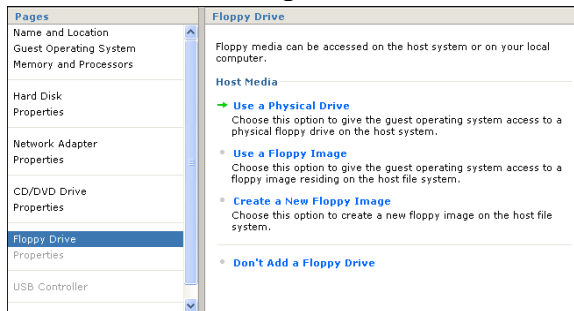 Pages
Name and Location
Guest Operating System
Memory and Processors
Hard Disk
Properties
Network Adapter
Properties
CD/DVD Drive
Properties
Floppy Drive
Properties
USB Controller
Floppy Drive
Floppy media can be accessed on the host system or on your local
computer.
Host Media
Use a Physical Drive
Choose this option to give the guest operating system access to a
physical floppy drive on the host system.
Use a Floppy Image
Choose this option to give the guest operating system access to a
floppy image residing on the host file system.
Create a New Floppy Image
Choose this option to create a new floppy image on the host file
system.
Don't Add a Floppy Drive